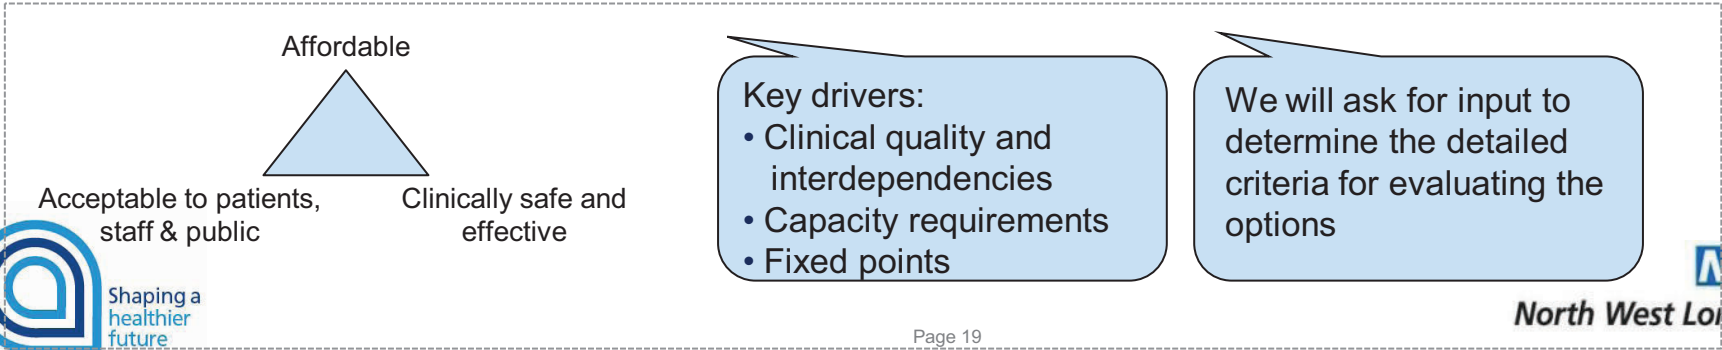 Affordable
Acceptable to patients,
staff & public
Clinically safe and
effective
Key drivers:
• Clinical quality and
interdependencies
• Capacity requirements
• Fixed points
We will ask for input to
determine the detailed
criteria for evaluating the
options
Shaping a
healthier
future
Page 19
North West